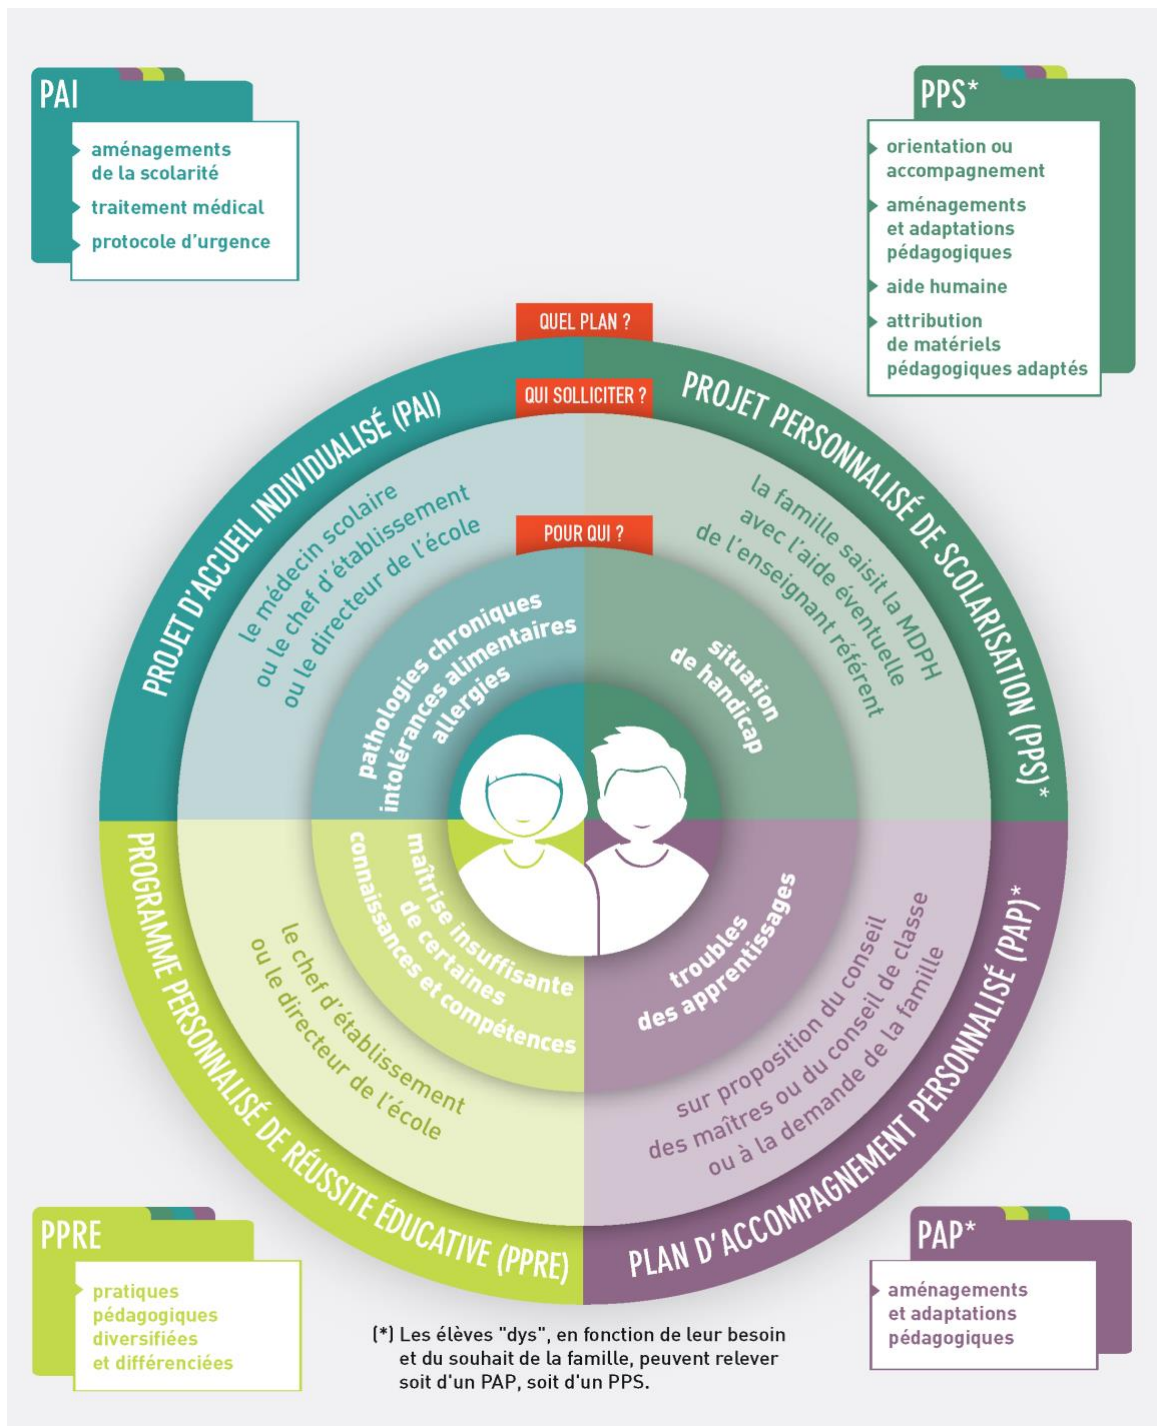 PAI
aménagements
de la scolarité
traitement médical
protocole d'urgence
PPS*
orientation ou
accompagnement
aménagements
et adaptations
pédagogiques
aide humaine
attribution
de matériels
pédagogiques adaptés
QUEL PLAN ?
QUI SOLLICITER ?
POUR QUI ?
PROJET D'ACCUEIL INDIVIDUALISÉ (PAI)
le médecin scolaire
ou le chef d'établissement
ou le directeur de l'école
pathologies chroniques
intolérances alimentaires
allergies
PROJET PERSONNALISÉ DE SCOLARISATION (PPS)*
la famille saisit la MDPH
avec l'aide éventuelle
de l'enseignant référent
situation
de handicap
PROGRAMME PERSONNALISÉ DE RÉUSSITE ÉDUCATIVE (PPRE)
le chef d'établissement
ou le directeur de l'école
maîtrise insuffisante
de certaines
connaissances et compétences
PLAN D'ACCOMPAGNEMENT PERSONNALISÉ (PAP)*
sur proposition du conseil
des maîtres ou du conseil de classe
ou à la demande de la famille
troubles
des apprentissages
PPRE
pratiques
pédagogiques
diversifiées
et différenciées
PAP*
aménagements
et adaptations
pédagogiques
(*) Les élèves "dys", en fonction de leur besoin
et du souhait de la famille, peuvent relever
soit d'un PAP, soit d'un PPS.